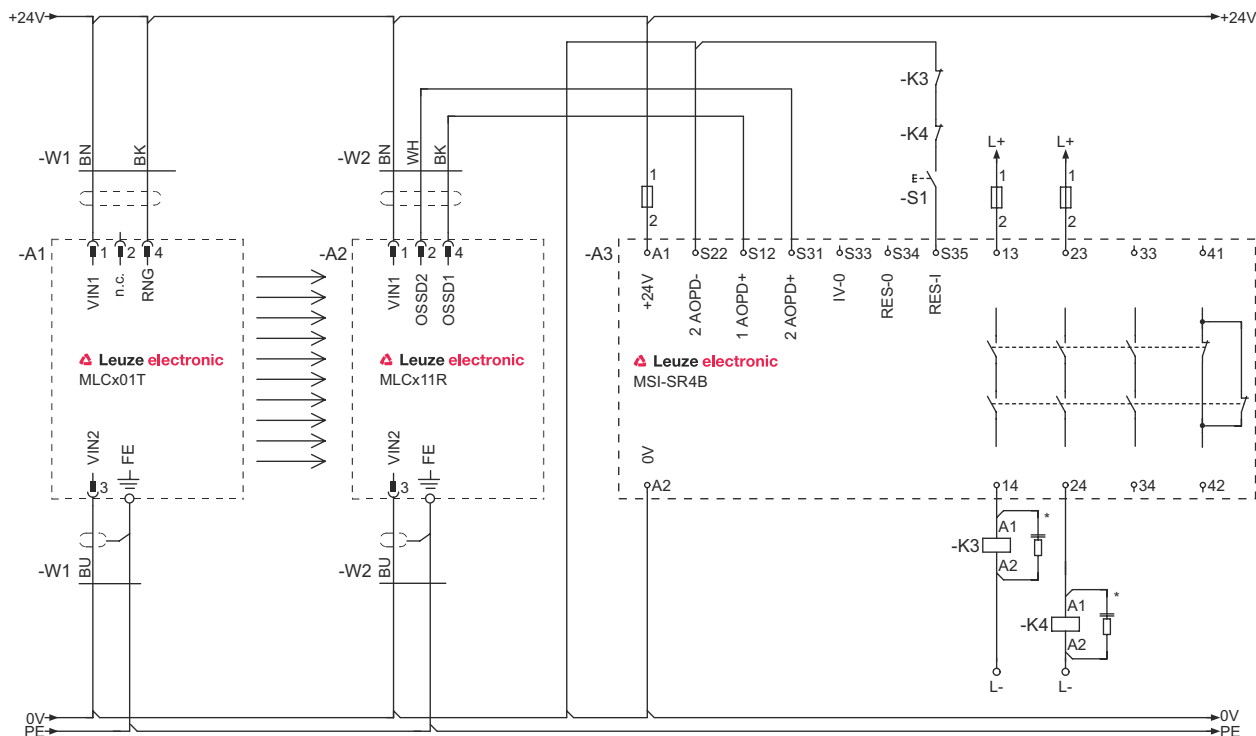 +24V
+24V
-K3
-K4
-S1
L+
L+
-W1
BN
BK
-W2
BN
WH
BK
1
2
1
2
1
2
-A1
1
2
4
-A2
1
2
4
-A3
A1
S22
S12
S31
S33
S34
S35
13
23
33
41
VIN1
n.c.
RNG
VIN1
OSSD2
OSSD1
+24V
2 AOPD-
1 AOPD+
2 AOPD+
IV-0
RES-0
RES-I
Leuze electronic
MLCx01T
Leuze electronic
MLCx11R
Leuze electronic
MSI-SR4B
VIN2
FE
VIN2
FE
0V
3
3
A2
14
24
34
42
-W1
BU
-W2
BU
-K3
A1
A2
*
-K4
A1
A2
*
L-
L-
0V
0V
PE
PE
E